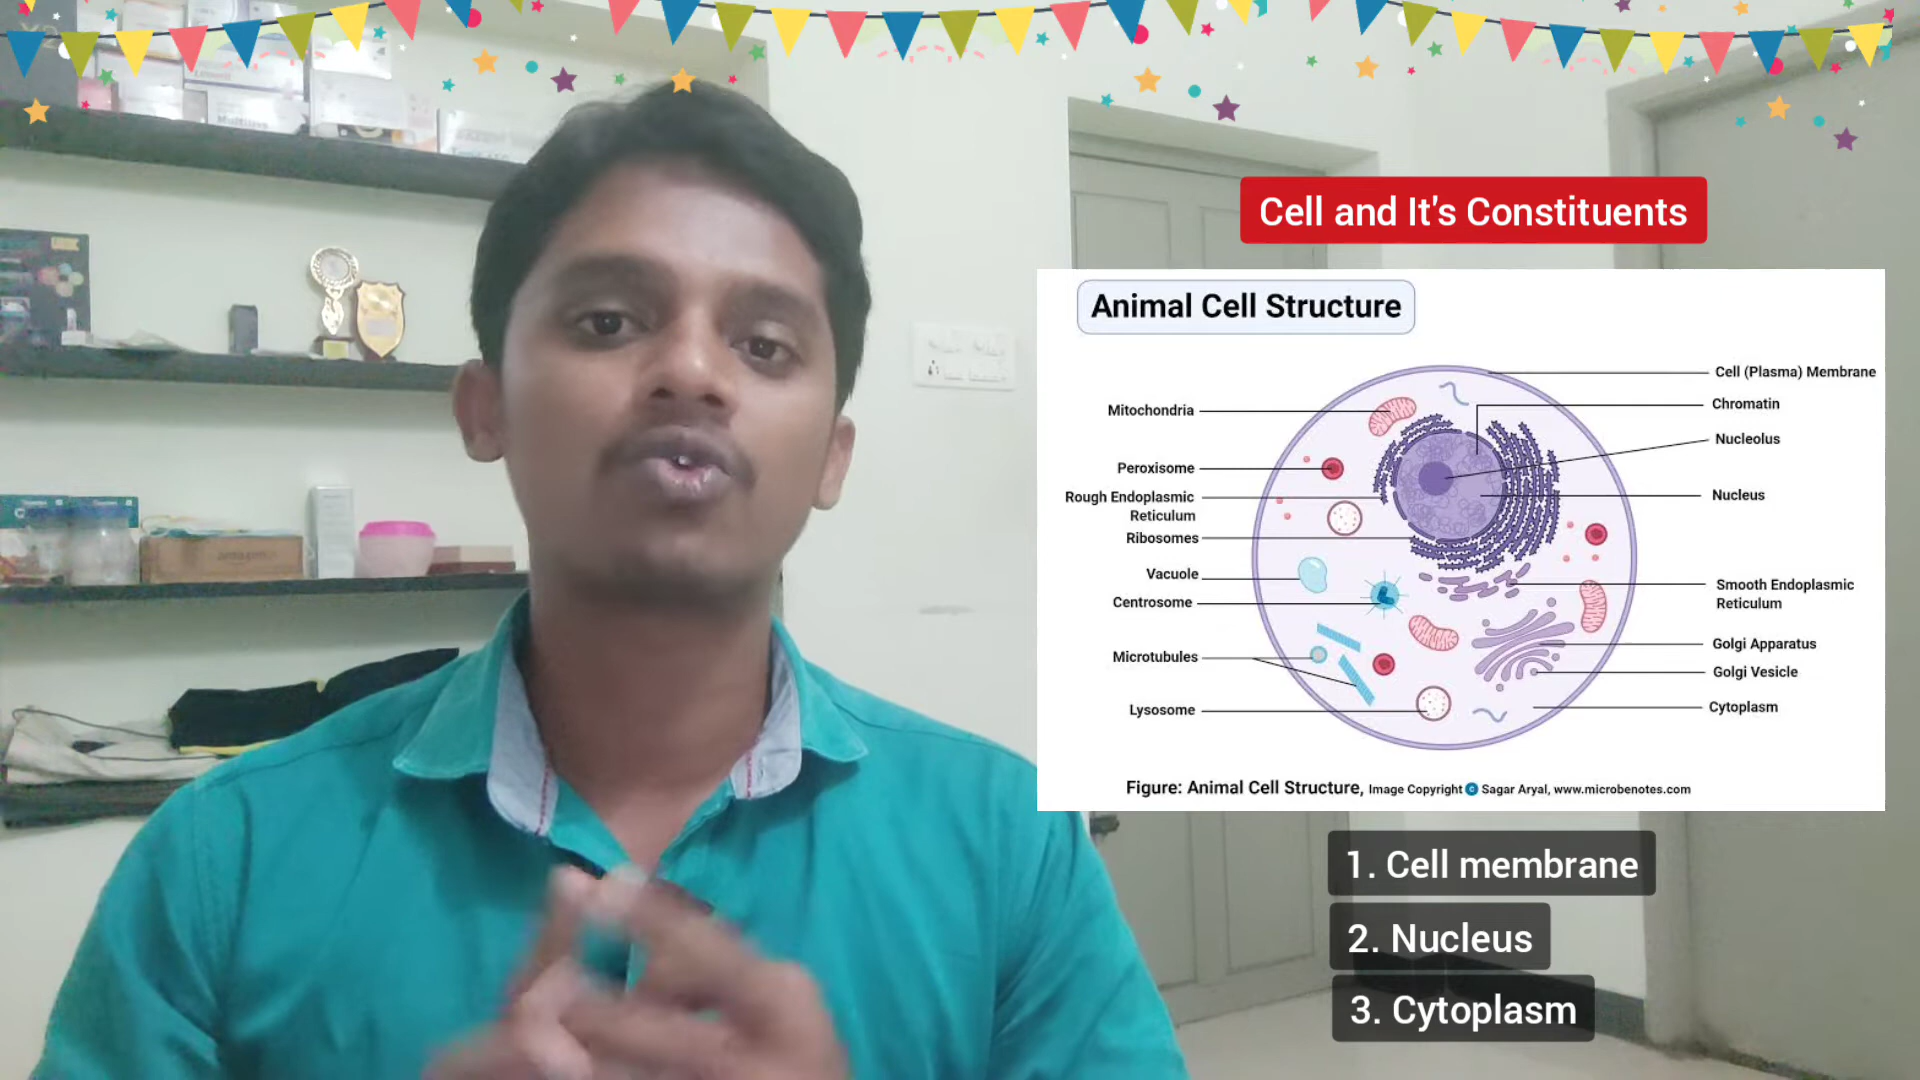 Multivive
Cell and It's Constituents
Animal Cell Structure
Cell (Plasma) Membrane
Mitochondria
Chromatin
Nucleolus
Peroxisome
Rough Endoplasmic
Reticulum
Nucleus
Ribosomes
Vacuole
Centrosome
Smooth Endoplasmic
Reticulum
Microtubules
Golgi Apparatus
Golgi Vesicle
Lysosome
Cytoplasm
Figure: Animal Cell Structure, Image Copyright © Sagar Aryal, www.microbenotes.com
1. Cell membrane
2. Nucleus
3. Cytoplasm